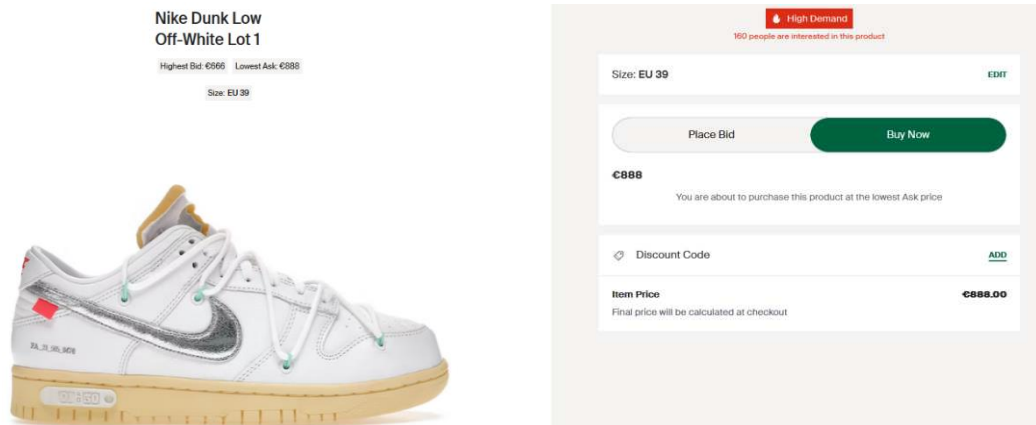 Nike Dunk Low
Off-White Lot 1
Highest Bid: €666 Lowest Ask: €888
Size: EU 39
High Demand
160 people are interested in this product
Size: EU 39 EDIT
Place Bid Buy Now
€888
You are about to purchase this product at the lowest Ask price
Discount Code ADD
Item Price €888.00
Final price will be calculated at checkout